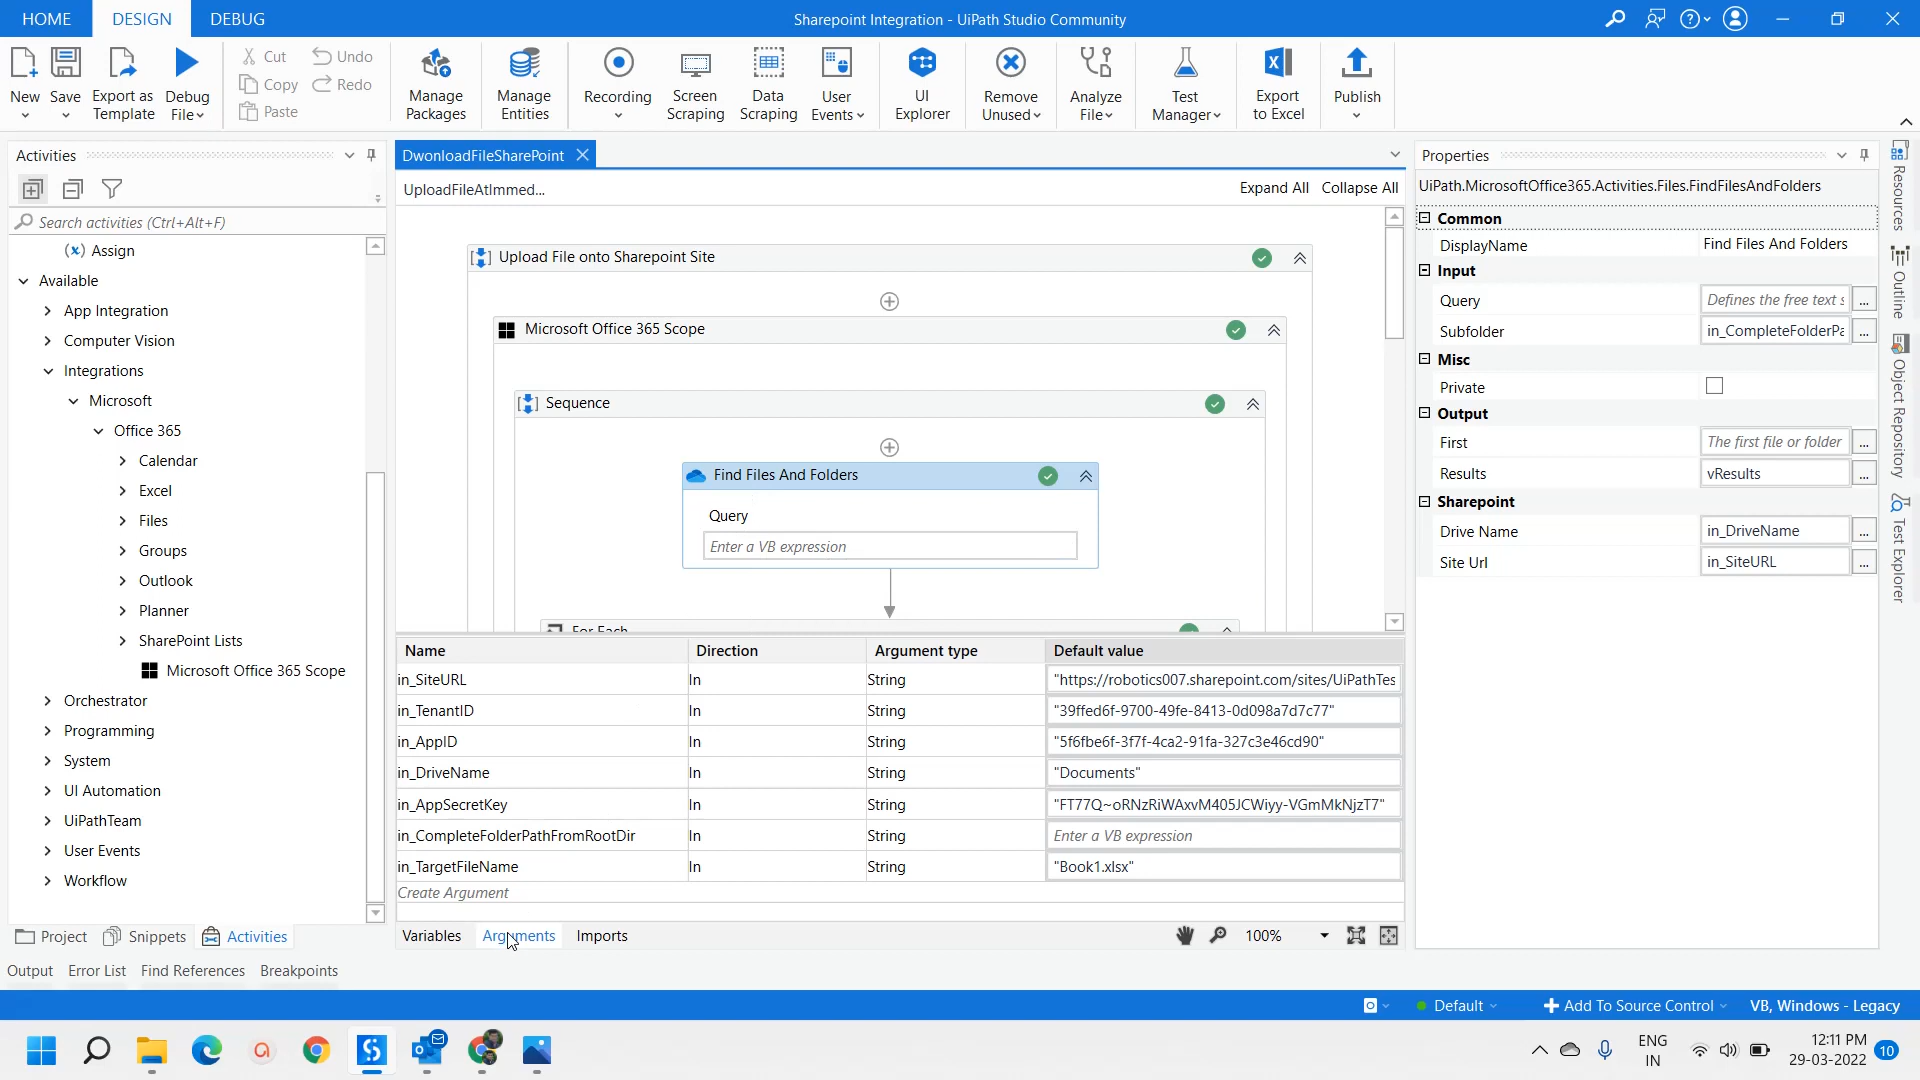 HOME DESIGN DEBUG
Sharepoint Integration - UiPath Studio Community
New
Save
Export as Template
Debug File
Cut
Copy
Paste
Undo
Redo
Manage Packages
Manage Entities
Recording
Screen Scraping
Data Scraping
User Events
UI Explorer
Remove Unused
Analyze File
Test Manager
Export to Excel
Publish
Activities
Search activities (Ctrl+Alt+F)
Assign
Available
App Integration
Computer Vision
Integrations
Microsoft
Office 365
Calendar
Excel
Files
Groups
Outlook
Planner
SharePoint Lists
Microsoft Office 365 Scope
Orchestrator
Programming
System
UI Automation
UiPathTeam
User Events
Workflow
Project Snippets Activities
DwonloadFileSharePoint
UploadFileAtImmed...
Expand All Collapse All
Upload File onto Sharepoint Site
Microsoft Office 365 Scope
Sequence
Find Files And Folders
Query
Enter a VB expression
For Each
Name Direction Argument type Default value
in_SiteURL In String "https://robotics007.sharepoint.com/sites/UiPathTes
in_TenantID In String "39ffed6f-9700-49fe-8413-0d098a7d7c77"
in_AppID In String "5f6fbe6f-3f7f-4ca2-91fa-327c3e46cd90"
in_DriveName In String "Documents"
in_AppSecretKey In String "FT77Q~oRNzRiWAxvM405JCWiyy-VGmMkNjzT7"
in_CompleteFolderPathFromRootDir In String Enter a VB expression
in_TargetFileName In String "Book1.xlsx"
Create Argument
Variables Arguments Imports
100%
Properties
UiPath.MicrosoftOffice365.Activities.Files.FindFilesAndFolders
Common
DisplayName Find Files And Folders
Input
Query Defines the free text s ...
Subfolder in_CompleteFolderPa ...
Misc
Private
Output
First The first file or folder ...
Results vResults ...
Sharepoint
Drive Name in_DriveName ...
Site Url in_SiteURL ...
Resources
Outline
Object Repository
Test Explorer
Output Error List Find References Breakpoints
Default
Add To Source Control
VB, Windows - Legacy
ENG
IN
12:11 PM
29-03-2022
10